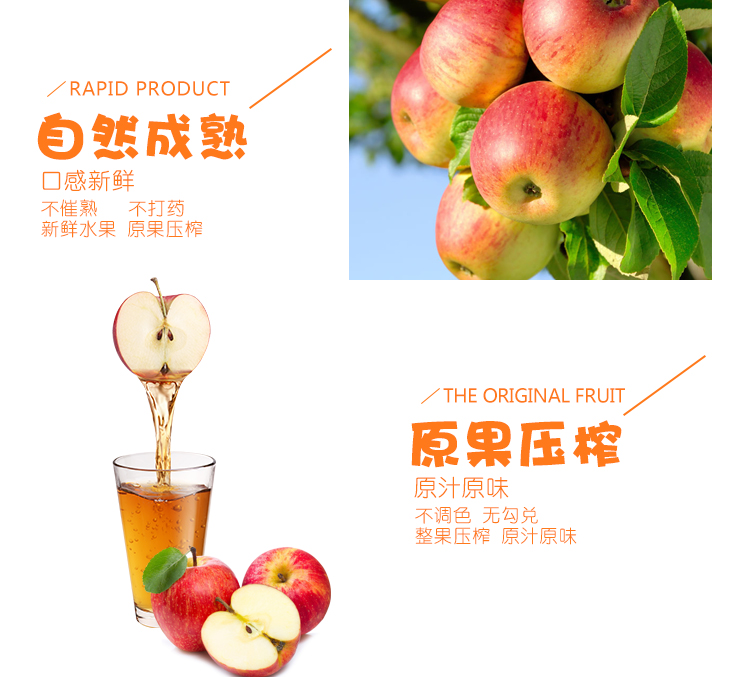 RAPID PRODUCT
自然成熟
口感新鲜
不催熟 不打药
新鲜水果 原果压榨
THE ORIGINAL FRUIT
原果压榨
原汁原味
不调色 无勾兑
整果压榨 原汁原味